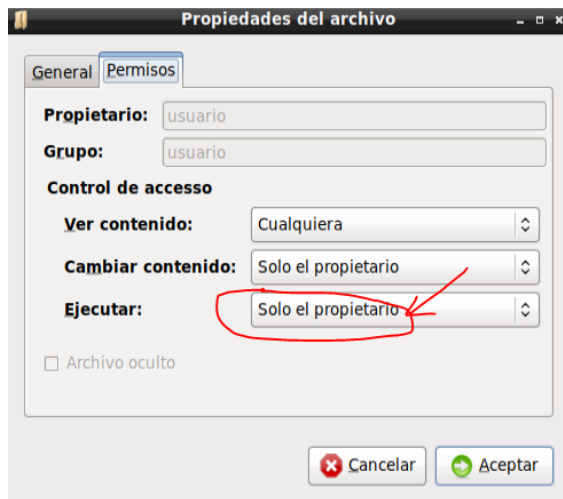 Propiedades del archivo
General Permisos
Propietario: usuario
Grupo: usuario
Control de accesso
Ver contenido: Cualquiera
Cambiar contenido: Solo el propietario
Ejecutar: Solo el propietario
Archivo oculto
Cancelar Aceptar